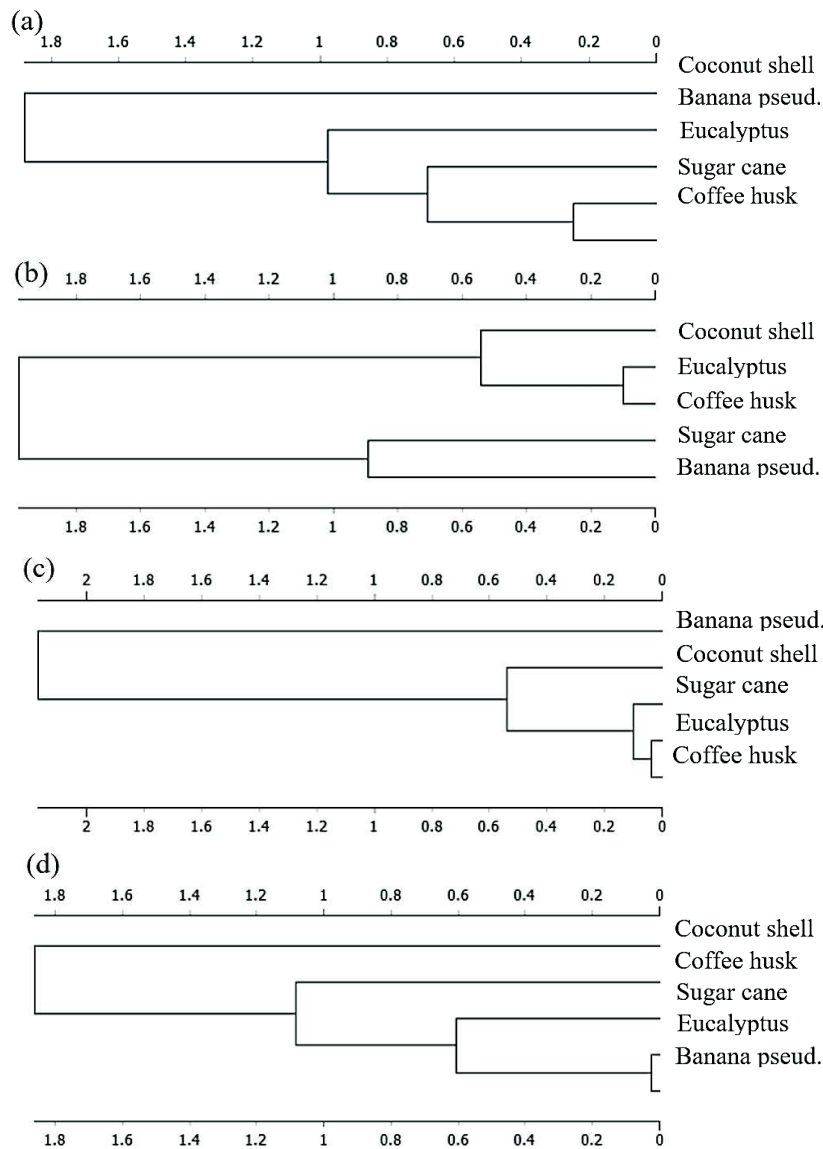 (a)
1.8 1.6 1.4 1.2 1 0.8 0.6 0.4 0.2 0
Coconut shell
Banana pseud.
Eucalyptus
Sugar cane
Coffee husk
(b)
1.8 1.6 1.4 1.2 1 0.8 0.6 0.4 0.2 0
Coconut shell
Eucalyptus
Coffee husk
Sugar cane
Banana pseud.
1.8 1.6 1.4 1.2 1 0.8 0.6 0.4 0.2 0
(c)
2 1.8 1.6 1.4 1.2 1 0.8 0.6 0.4 0.2 0
Banana pseud.
Coconut shell
Sugar cane
Eucalyptus
Coffee husk
2 1.8 1.6 1.4 1.2 1 0.8 0.6 0.4 0.2 0
(d)
1.8 1.6 1.4 1.2 1 0.8 0.6 0.4 0.2 0
Coconut shell
Coffee husk
Sugar cane
Eucalyptus
Banana pseud.
1.8 1.6 1.4 1.2 1 0.8 0.6 0.4 0.2 0